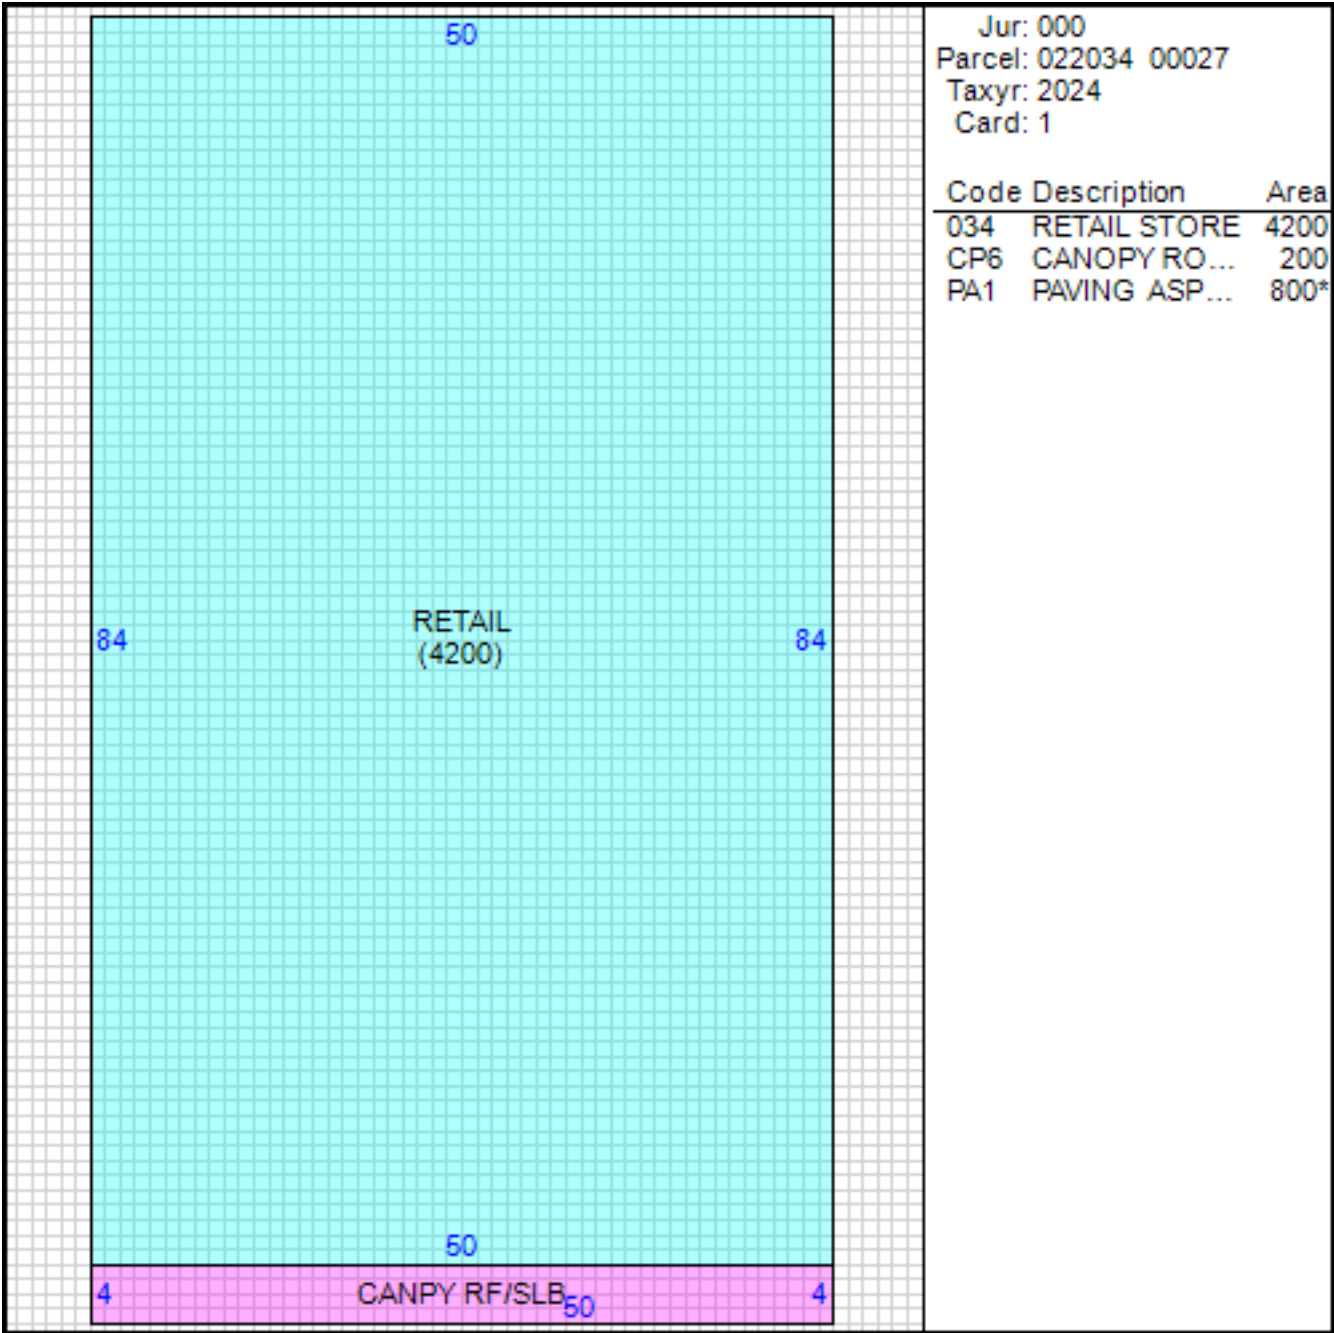 50
84
RETAIL
(4200)
84
50
4
CANPY RF/SLB
50
4
Jur: 000
Parcel: 022034 00027
Taxyr: 2024
Card: 1
Code Description Area
034 RETAIL STORE 4200
CP6 CANOPY RO... 200
PA1 PAVING ASP... 800*